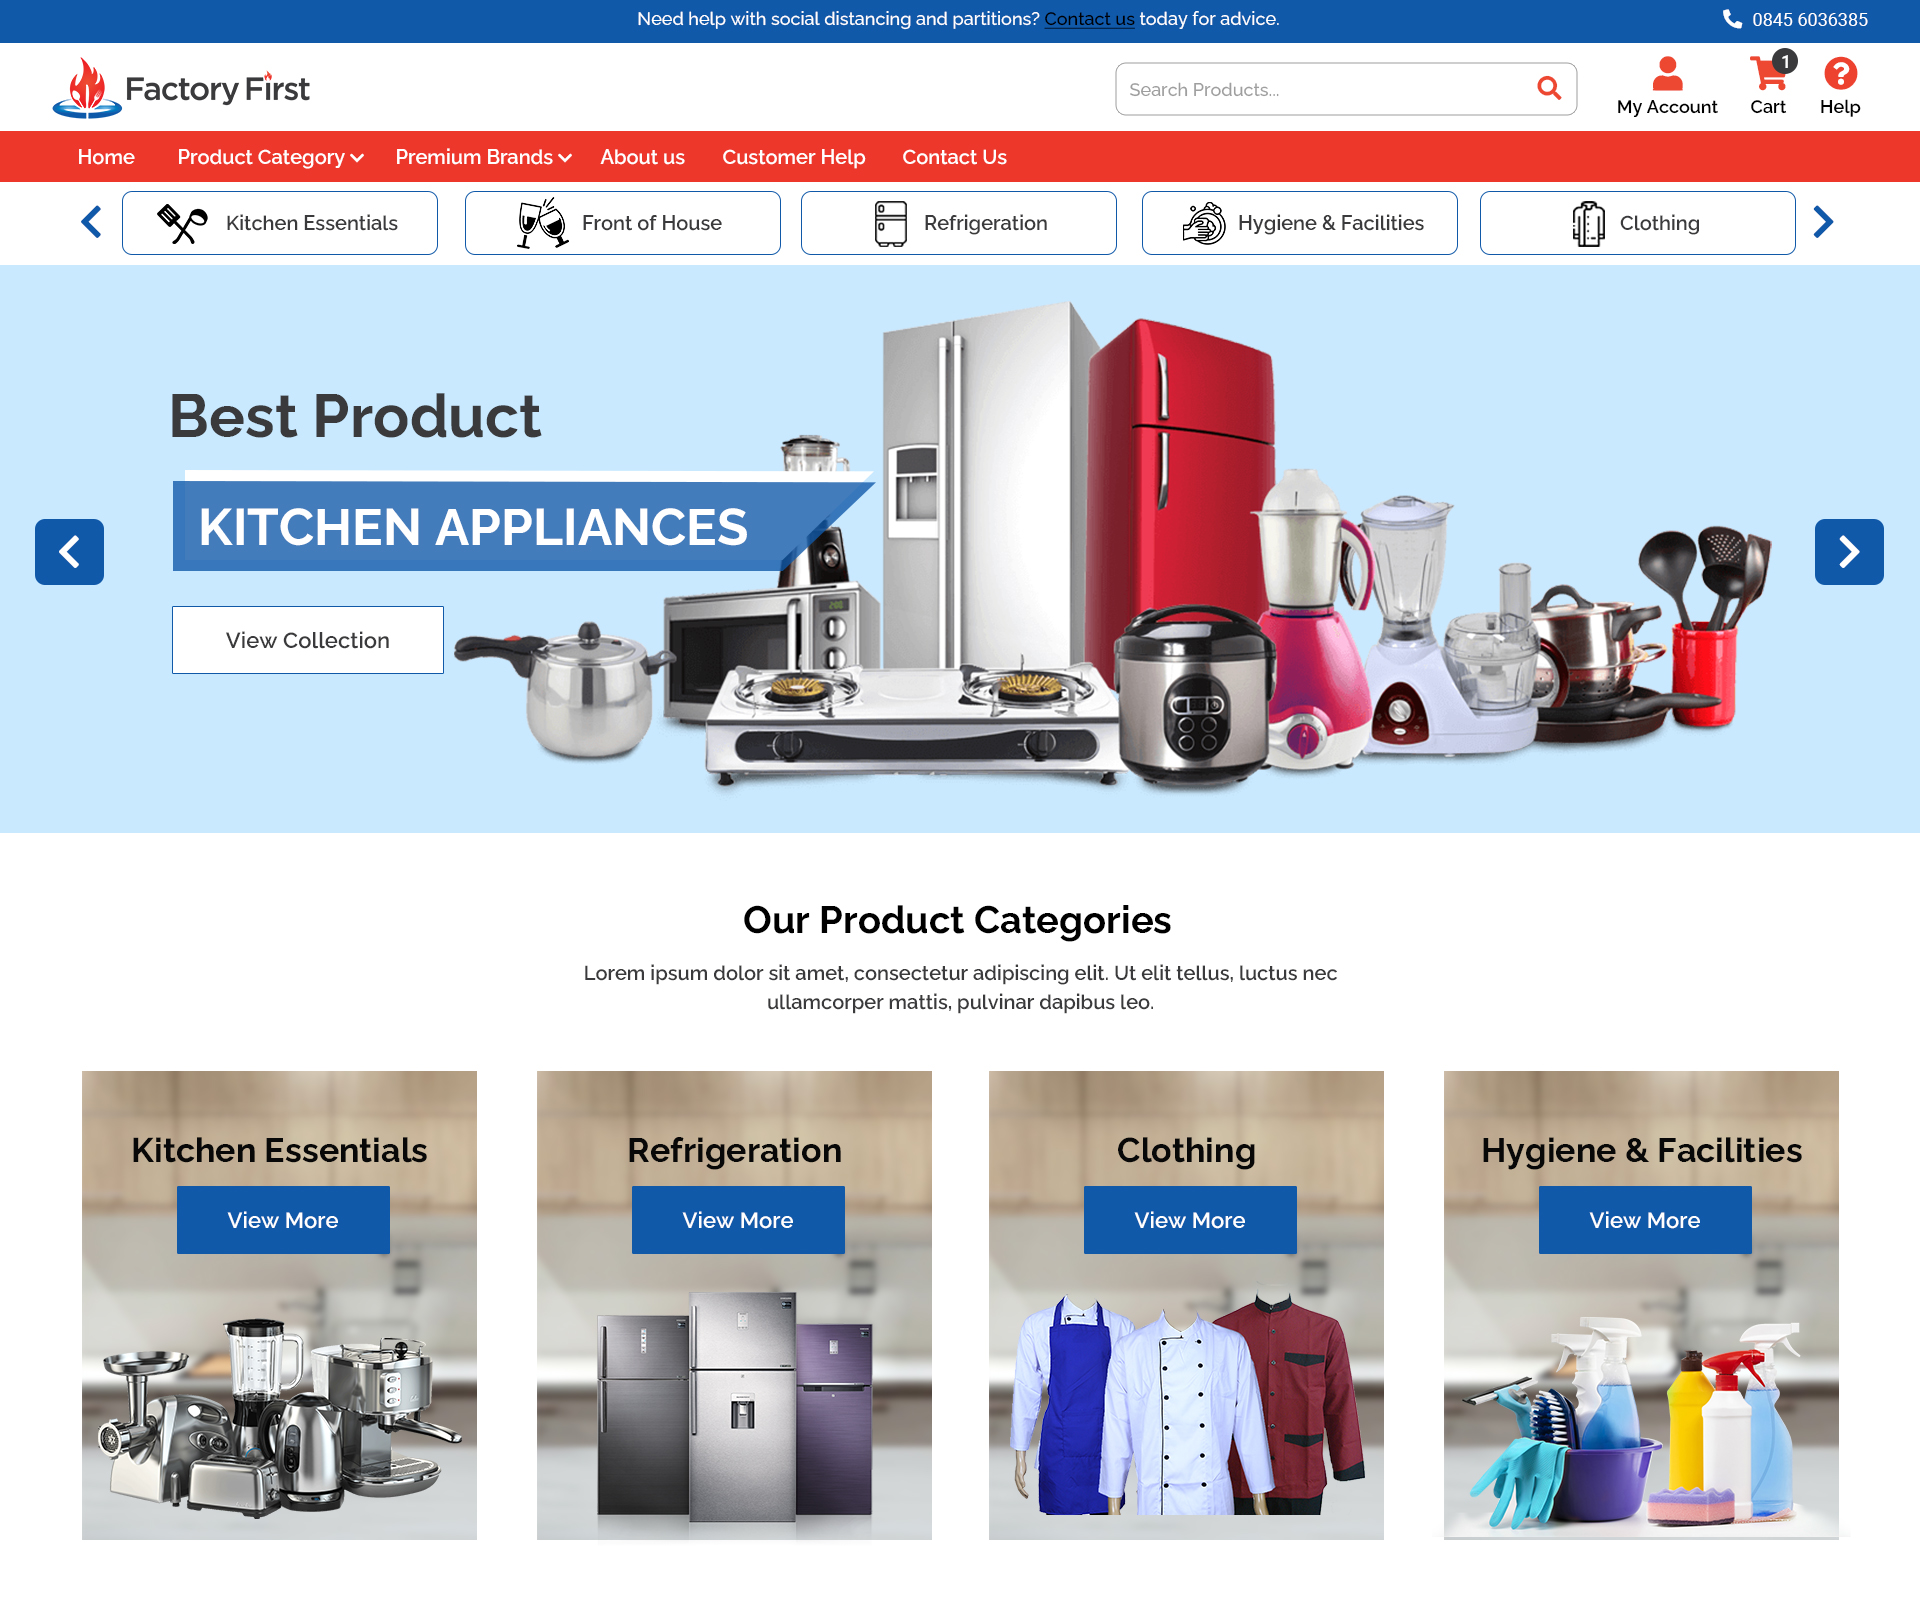 Need help with social distancing and partitions? Contact us today for advice.
0845 6036385
Factory First
Search Products...
My Account
1
Cart
Help
Home
Product Category
Premium Brands
About us
Customer Help
Contact Us
Kitchen Essentials
Front of House
Refrigeration
Hygiene & Facilities
Clothing
Best Product
KITCHEN APPLIANCES
View Collection
Our Product Categories
Lorem ipsum dolor sit amet, consectetur adipiscing elit. Ut elit tellus, luctus nec
ullamcorper mattis, pulvinar dapibus leo.
Kitchen Essentials
View More
Refrigeration
View More
Clothing
View More
Hygiene & Facilities
View More